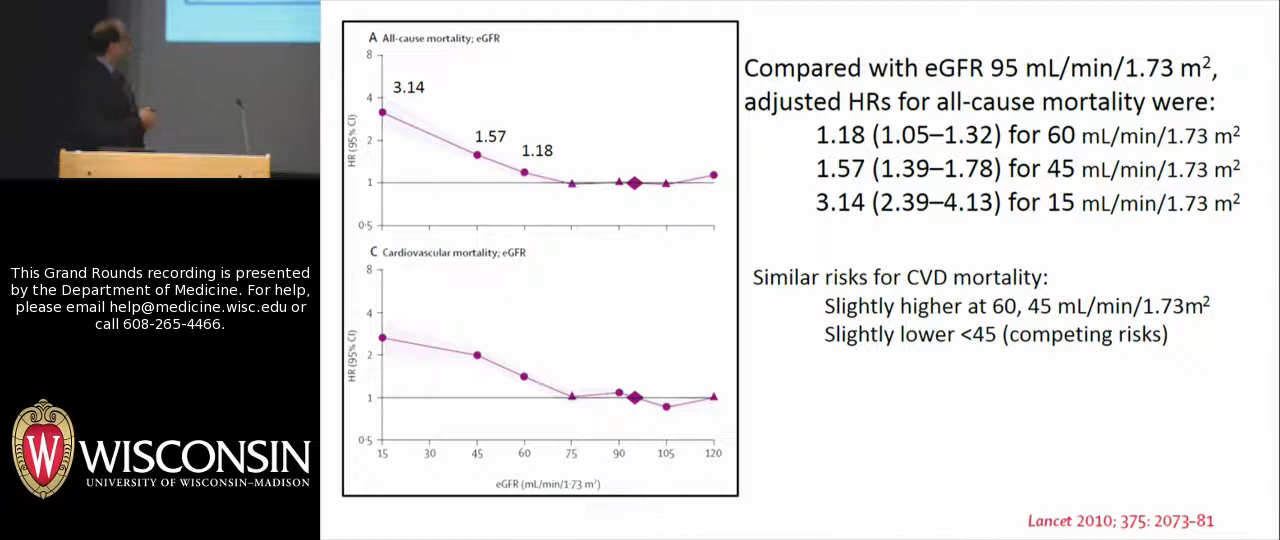 A All-cause mortality; eGFR
8
4
2
1
0·5
HR (95% CI)
3.14
1.57
1.18
C Cardiovascular mortality; eGFR
8
4
2
1
0·5
HR (95% CI)
15 30 45 60 75 90 105 120
eGFR (mL/min/1·73 m²)
Compared with eGFR 95 mL/min/1.73 m²,
adjusted HRs for all-cause mortality were:
1.18 (1.05–1.32) for 60 mL/min/1.73 m²
1.57 (1.39–1.78) for 45 mL/min/1.73 m²
3.14 (2.39–4.13) for 15 mL/min/1.73 m²
Similar risks for CVD mortality:
Slightly higher at 60, 45 mL/min/1.73m²
Slightly lower <45 (competing risks)
Lancet 2010; 375: 2073–81
This Grand Rounds recording is presented
by the Department of Medicine. For help,
please email help@medicine.wisc.edu or
call 608-265-4466.
W
WISCONSIN
UNIVERSITY OF WISCONSIN–MADISON